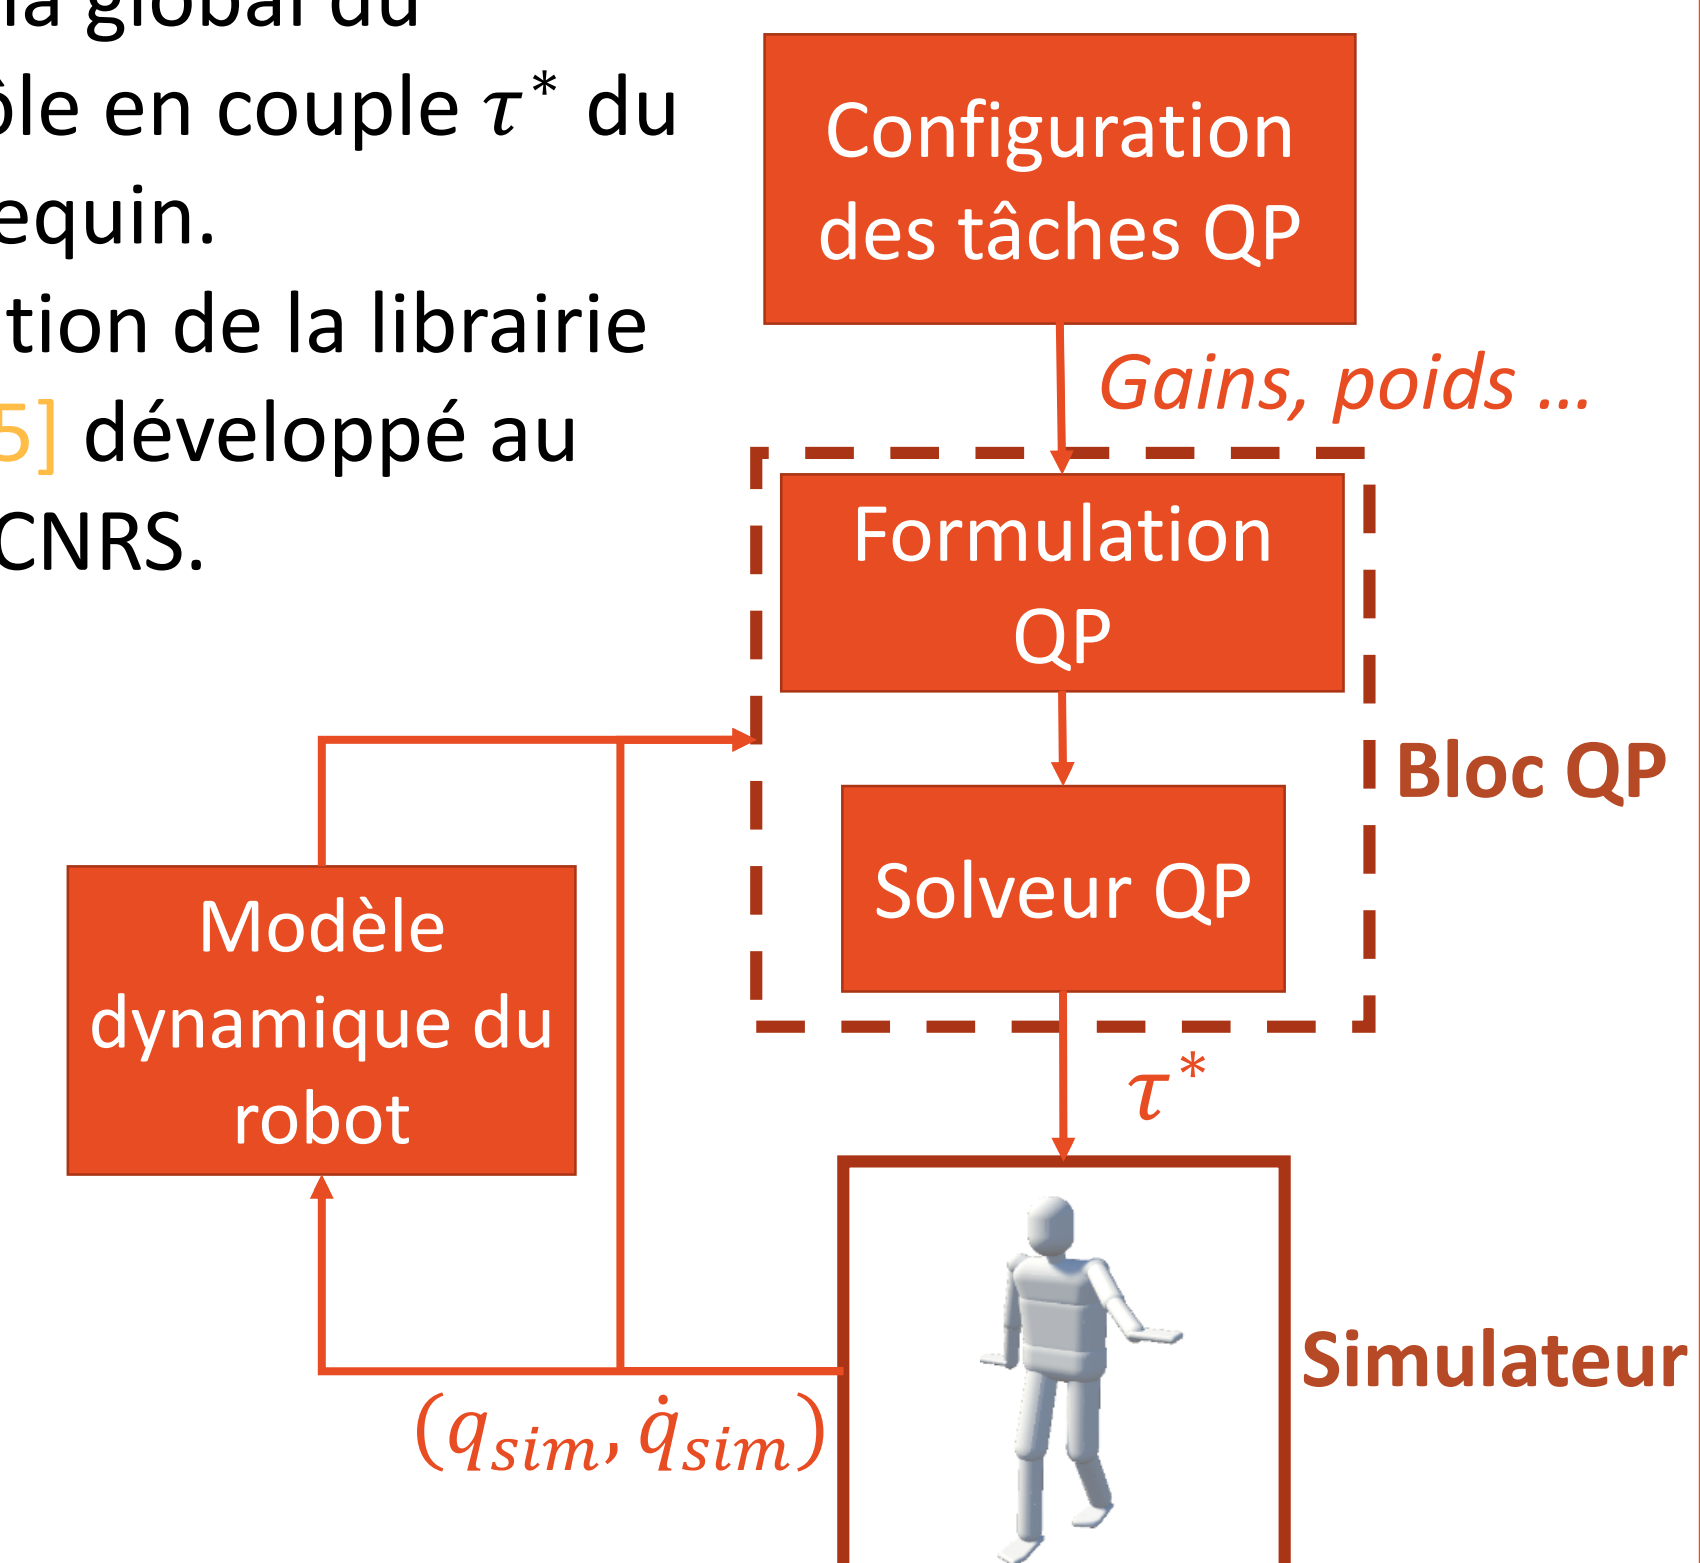 la global du
ôle en couple τ* du
equin.
tion de la librairie
5] développé au
CNRS.
Configuration
des tâches QP
Gains, poids ...
Formulation
QP
Bloc QP
Solveur QP
Modèle
dynamique du
robot
τ*
Simulateur
(q_sim, q̇_sim)